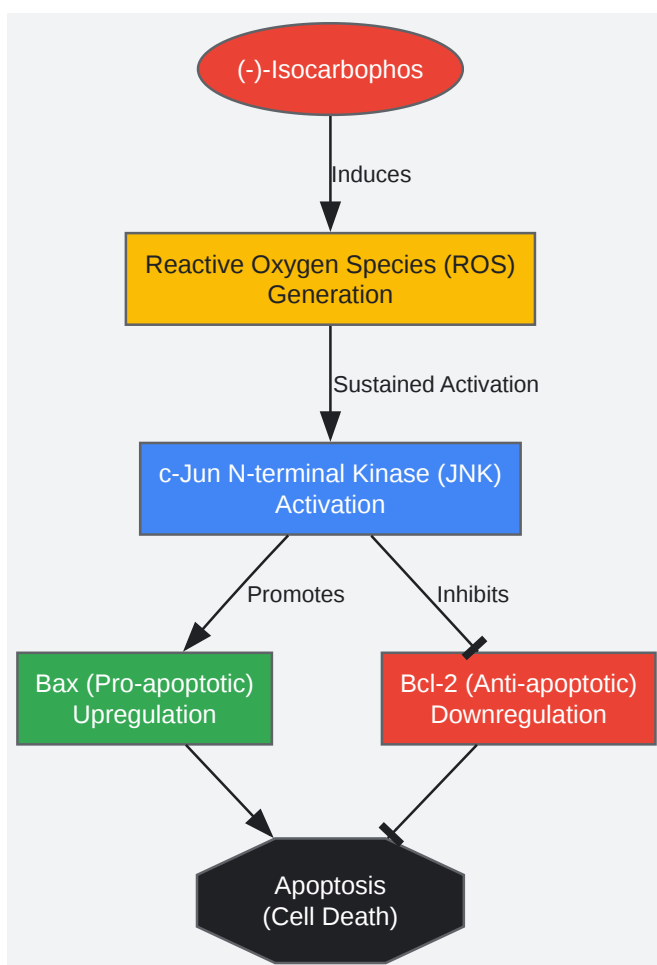 (-)-Isocarbophos
Induces
Reactive Oxygen Species (ROS)
Generation
Sustained Activation
c-Jun N-terminal Kinase (JNK)
Activation
Promotes
Inhibits
Bax (Pro-apoptotic)
Upregulation
Bcl-2 (Anti-apoptotic)
Downregulation
Apoptosis
(Cell Death)